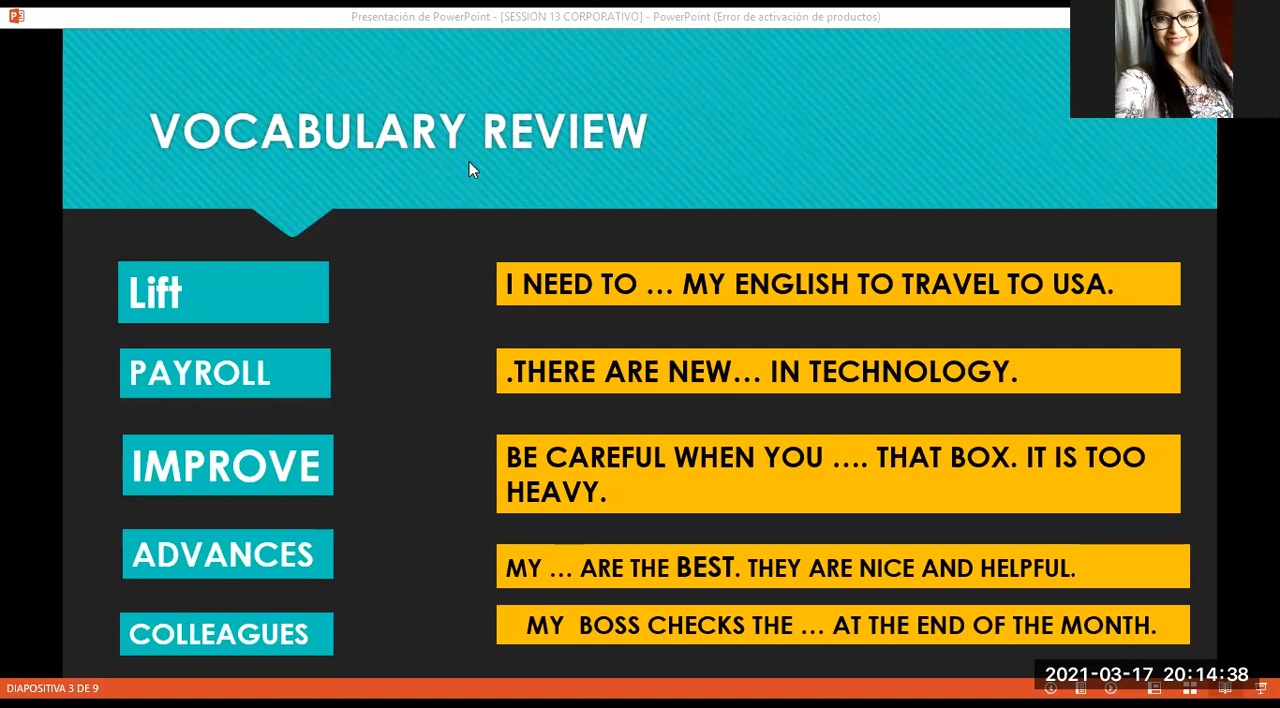 Presentación de PowerPoint - [SESSION 13 CORPORATIVO] - PowerPoint (Error de activación de productos)
VOCABULARY REVIEW
Lift
I NEED TO … MY ENGLISH TO TRAVEL TO USA.
PAYROLL
.THERE ARE NEW… IN TECHNOLOGY.
IMPROVE
BE CAREFUL WHEN YOU …. THAT BOX. IT IS TOO
HEAVY.
ADVANCES
MY … ARE THE BEST. THEY ARE NICE AND HELPFUL.
COLLEAGUES
MY BOSS CHECKS THE … AT THE END OF THE MONTH.
2021-03-17 20:14:38
DIAPOSITIVA 3 DE 9